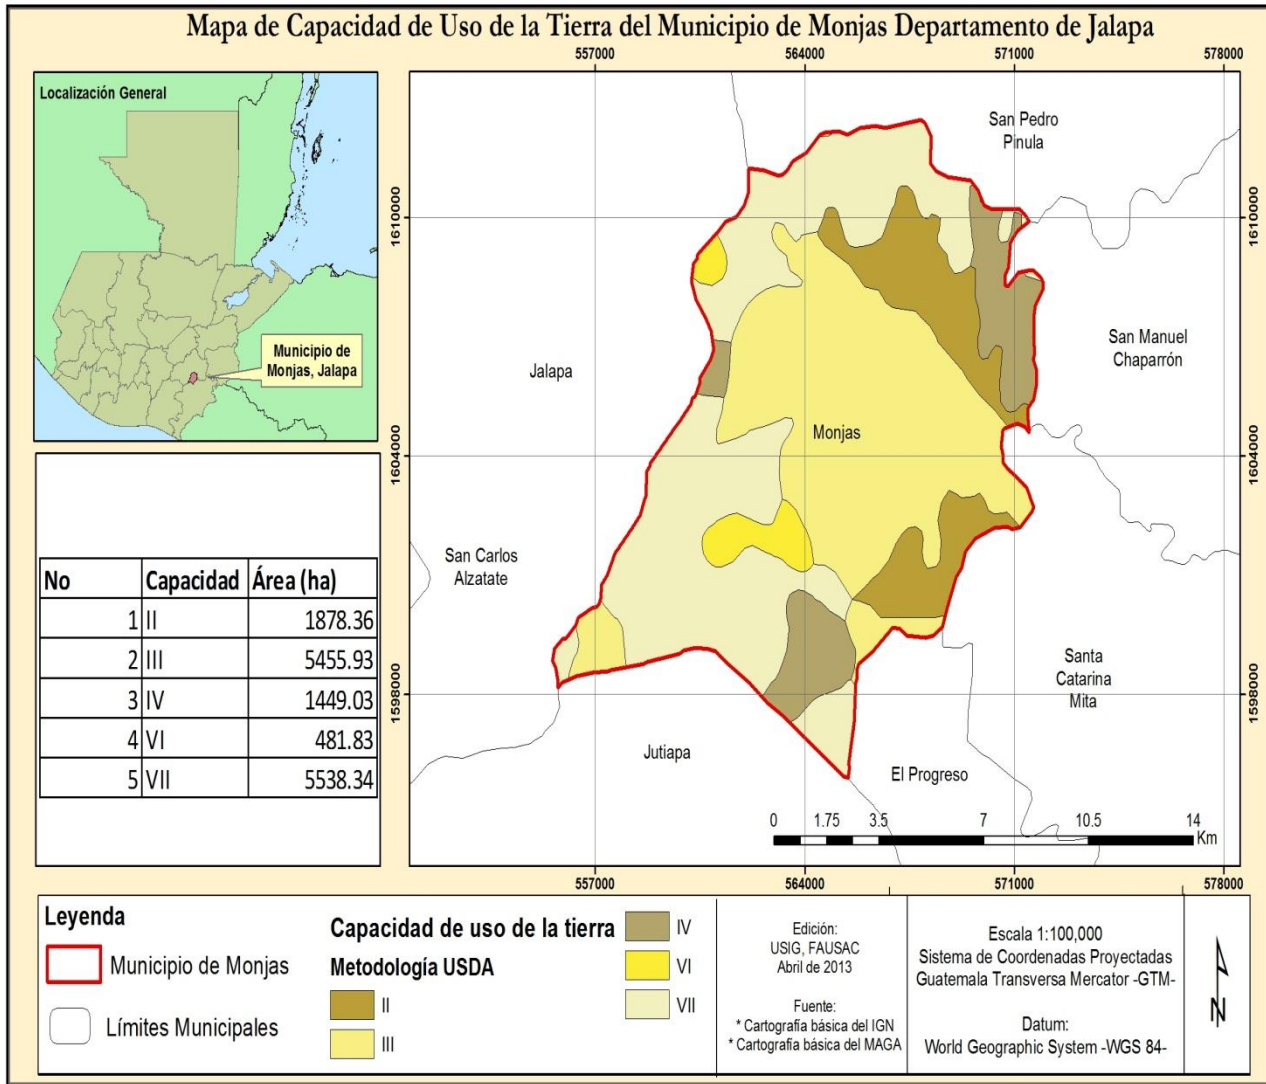 Mapa de Capacidad de Uso de la Tierra del Municipio de Monjas Departamento de Jalapa
Localización General
Municipio de
Monjas, Jalapa
No Capacidad Área (ha)
1 II 1878.36
2 III 5455.93
3 IV 1449.03
4 VI 481.83
5 VII 5538.34
557000 564000 571000 578000
1610000 1610000
1604000 1604000
1598000 1598000
San Pedro
Pinula
San Manuel
Chaparrón
Jalapa
Monjas
San Carlos
Alzatate
Santa
Catarina
Mita
Jutiapa
El Progreso
0 1.75 3.5 7 10.5 14
Km
557000 564000 571000 578000
Leyenda
Municipio de Monjas
Límites Municipales
Capacidad de uso de la tierra
Metodología USDA
II
III
IV
VI
VII
Edición:
USIG, FAUSAC
Abril de 2013
Fuente:
* Cartografía básica del IGN
* Cartografía básica del MAGA
Escala 1:100,000
Sistema de Coordenadas Proyectadas
Guatemala Transversa Mercator -GTM-
Datum:
World Geographic System -WGS 84-
N